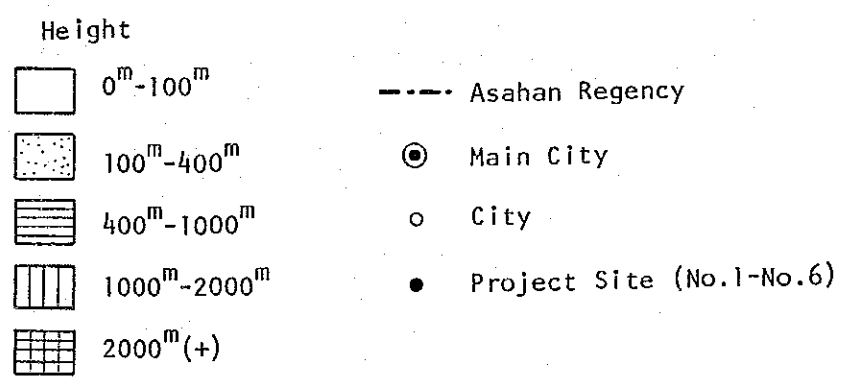 Height
0m-100m
100m-400m
400m-1000m
1000m-2000m
2000m(+)
Asahan Regency
Main City
City
Project Site (No.1-No.6)